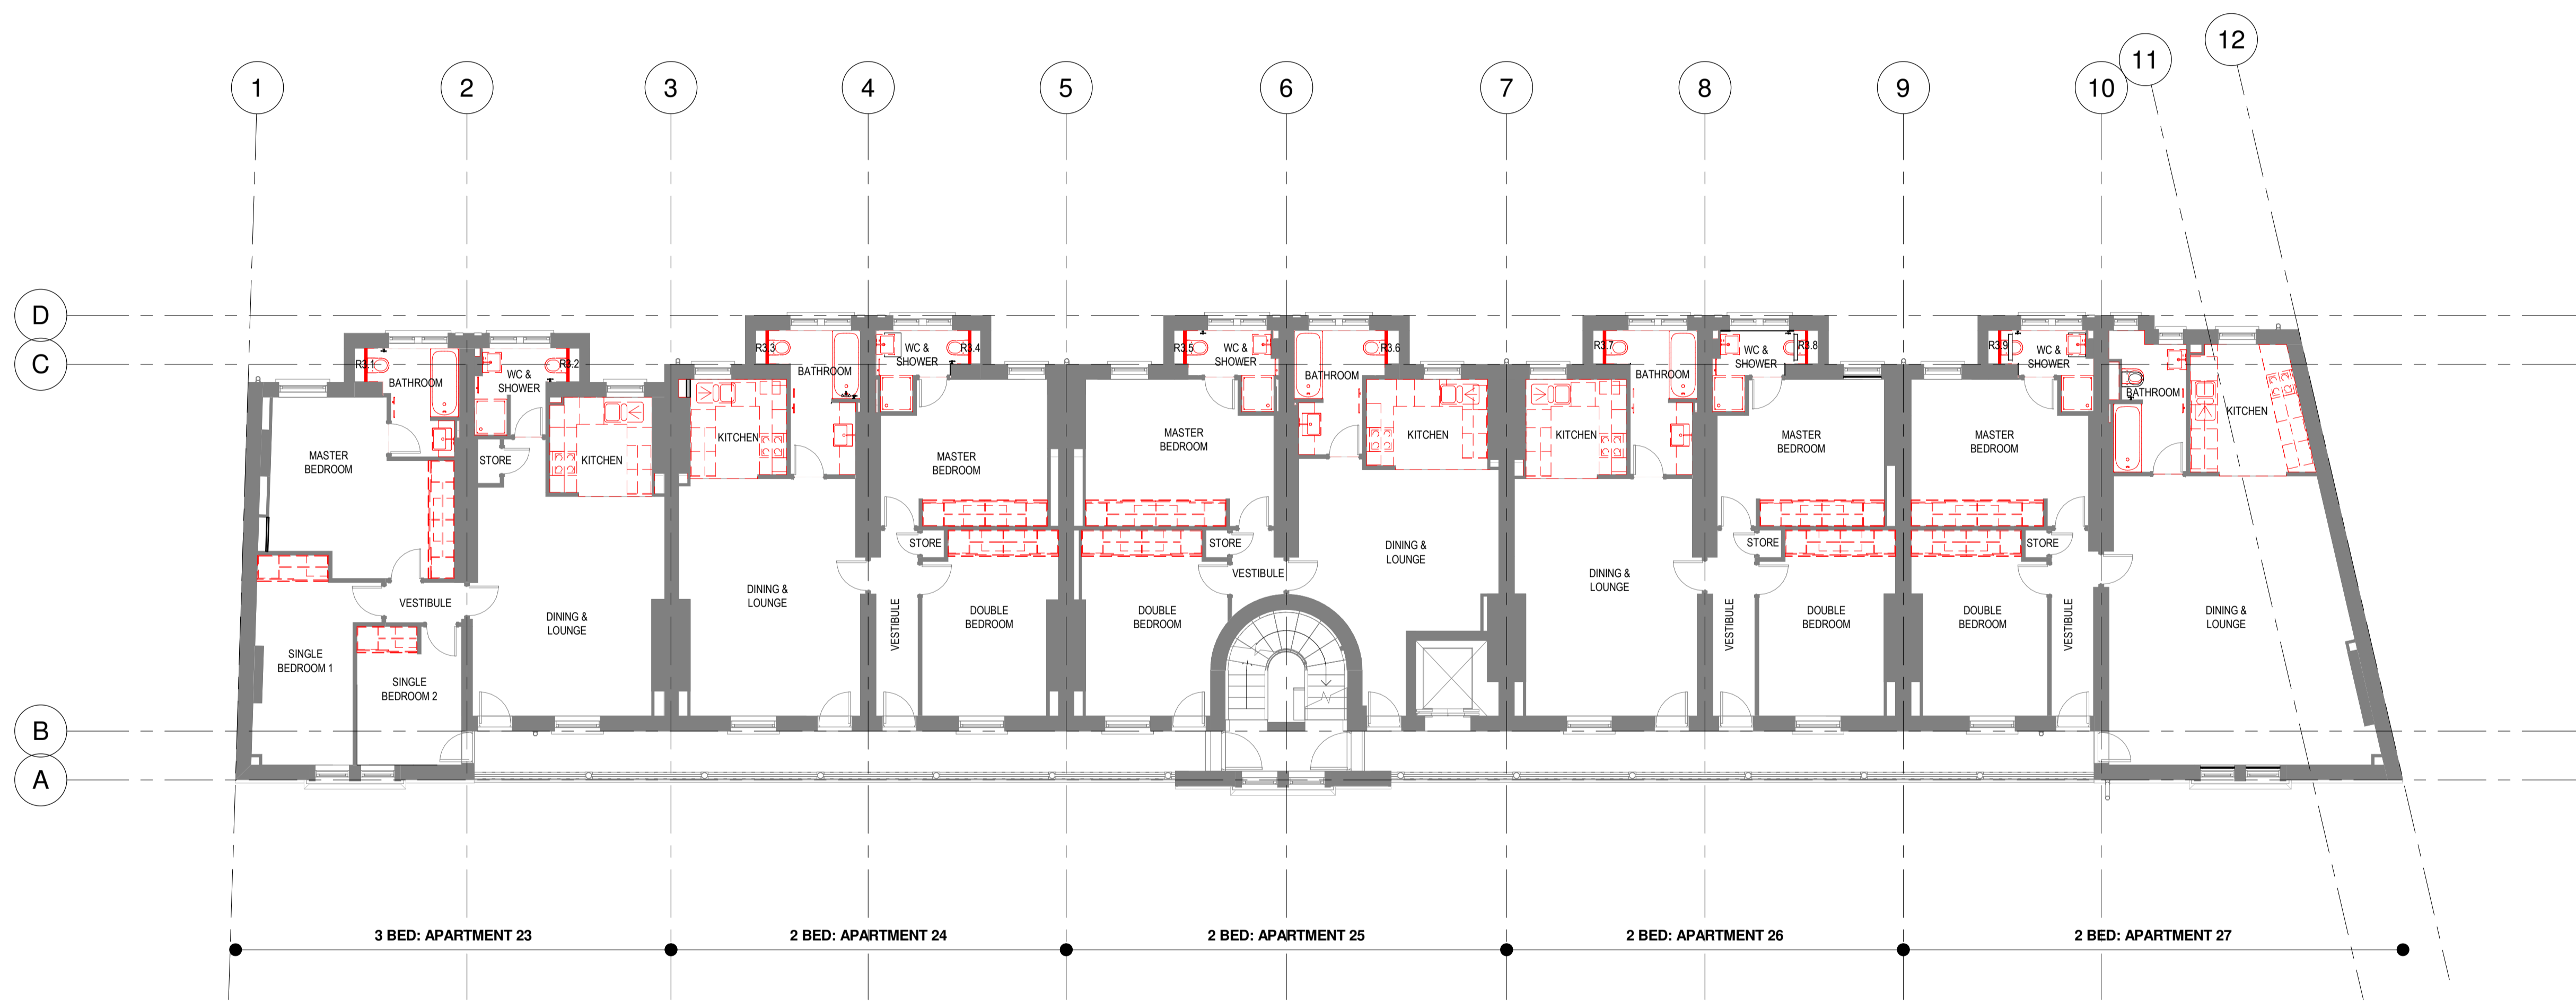 12
11
1
2
3
4
5
6
7
8
9
10
D
C
B
A
R3.1
BATHROOM
WC &
SHOWER
R3.2
MASTER
BEDROOM
STORE
KITCHEN
VESTIBULE
DINING &
LOUNGE
SINGLE
BEDROOM 1
SINGLE
BEDROOM 2
R3.3
BATHROOM
WC &
SHOWER
R3.4
KITCHEN
MASTER
BEDROOM
STORE
DINING &
LOUNGE
VESTIBULE
DOUBLE
BEDROOM
R3.5
WC &
SHOWER
BATHROOM
R3.6
MASTER
BEDROOM
KITCHEN
STORE
VESTIBULE
DINING &
LOUNGE
DOUBLE
BEDROOM
R3.7
BATHROOM
WC &
SHOWER
R3.8
KITCHEN
MASTER
BEDROOM
STORE
DINING &
LOUNGE
VESTIBULE
DOUBLE
BEDROOM
R3.9
WC &
SHOWER
BATHROOM
KITCHEN
MASTER
BEDROOM
STORE
DOUBLE
BEDROOM
VESTIBULE
DINING &
LOUNGE
3 BED: APARTMENT 23
2 BED: APARTMENT 24
2 BED: APARTMENT 25
2 BED: APARTMENT 26
2 BED: APARTMENT 27